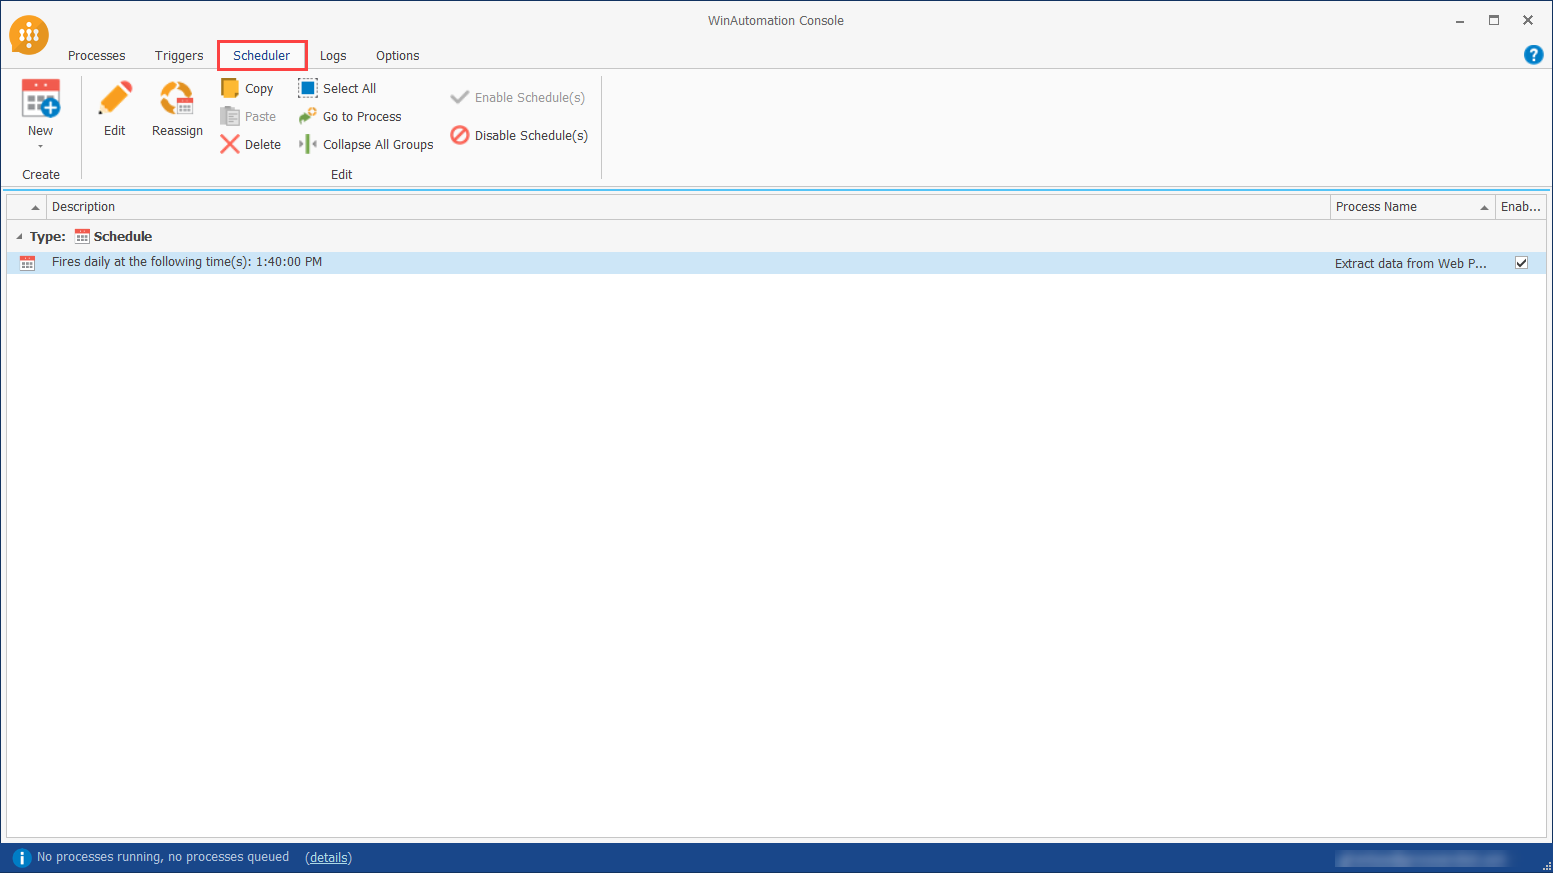 WinAutomation Console
Processes Triggers Scheduler Logs Options
?
New
Create
Edit
Reassign
Copy
Paste
Delete
Select All
Go to Process
Collapse All Groups
Enable Schedule(s)
Disable Schedule(s)
Edit
Description Process Name Enab...
Type: Schedule
Fires daily at the following time(s): 1:40:00 PM Extract data from Web P...
No processes running, no processes queued (details)